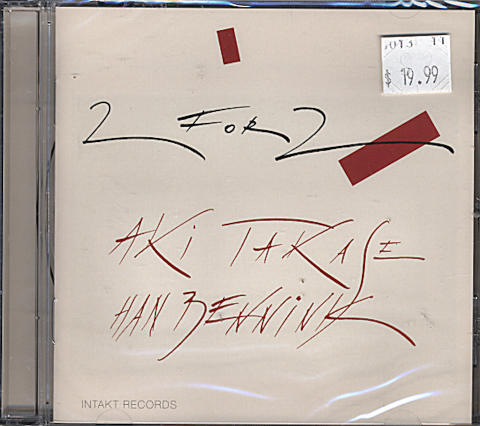 $ 19.99
2 FOR 2
AKI TAKASE
HAN BENNINK
INTAKT RECORDS